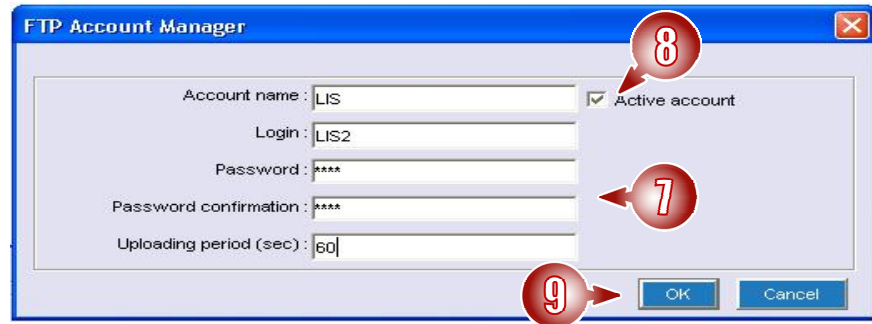 FTP Account Manager
8
Account name : LIS
Active account
Login : LIS2
Password : ****
7
Password confirmation : ****
Uploading period (sec) : 60
9
OK
Cancel